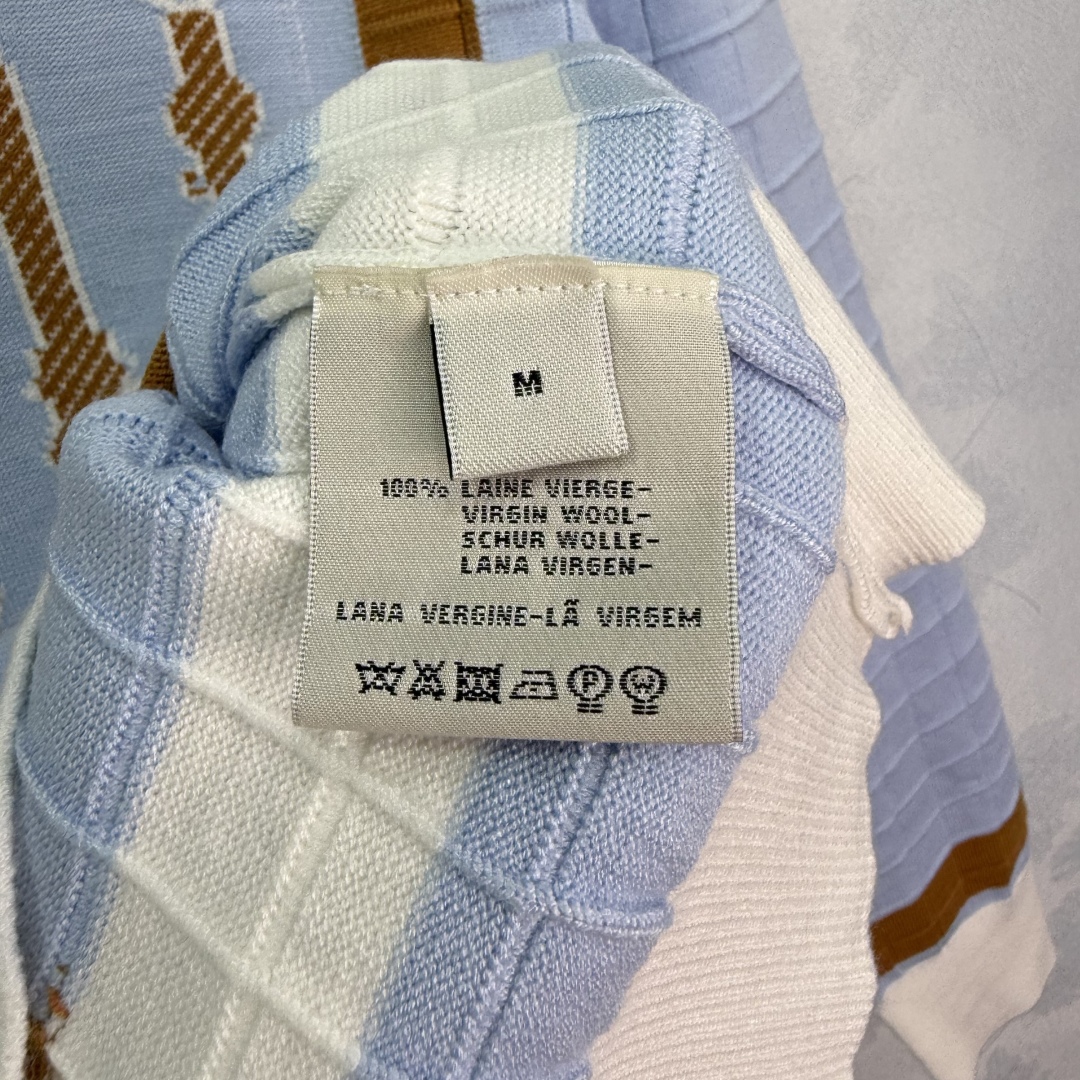 M
100% LAINE VIERGE-
VIRGIN WOOL-
SCHUR WOLLE-
LANA VIRGEN-
LANA VERGINE-LÃ VIRGEM
P W